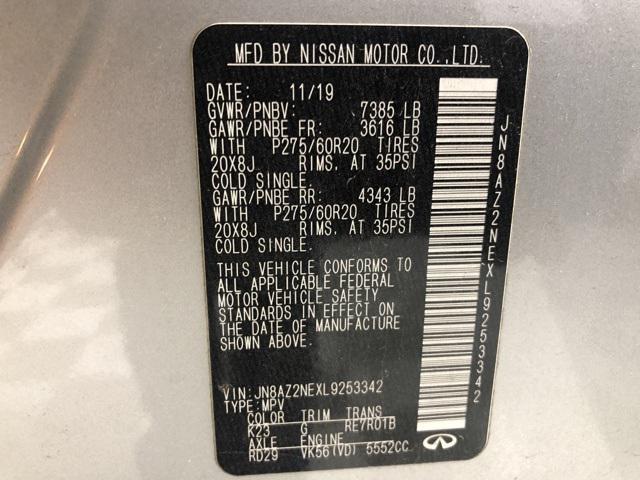 MFD BY NISSAN MOTOR CO.,LTD.
DATE: 11/19
GVWR/PNBV: 7385 LB
GAWR/PNBE FR: 3616 LB
WITH P275/60R20 TIRES
20X8J RIMS, AT 35PSI
COLD SINGLE.
GAWR/PNBE RR: 4343 LB
WITH P275/60R20 TIRES
20X8J RIMS, AT 35PSI
COLD SINGLE.
THIS VEHICLE CONFORMS TO
ALL APPLICABLE FEDERAL
MOTOR VEHICLE SAFETY
STANDARDS IN EFFECT ON
THE DATE OF MANUFACTURE
SHOWN ABOVE.
VIN:JN8AZ2NEXL9253342
TYPE:MPV
COLOR TRIM TRANS
K23 G RE7R01B
AXLE ENGINE
RD29 VK56(VD) 5552CC
JN8AZ2NEXL9253342